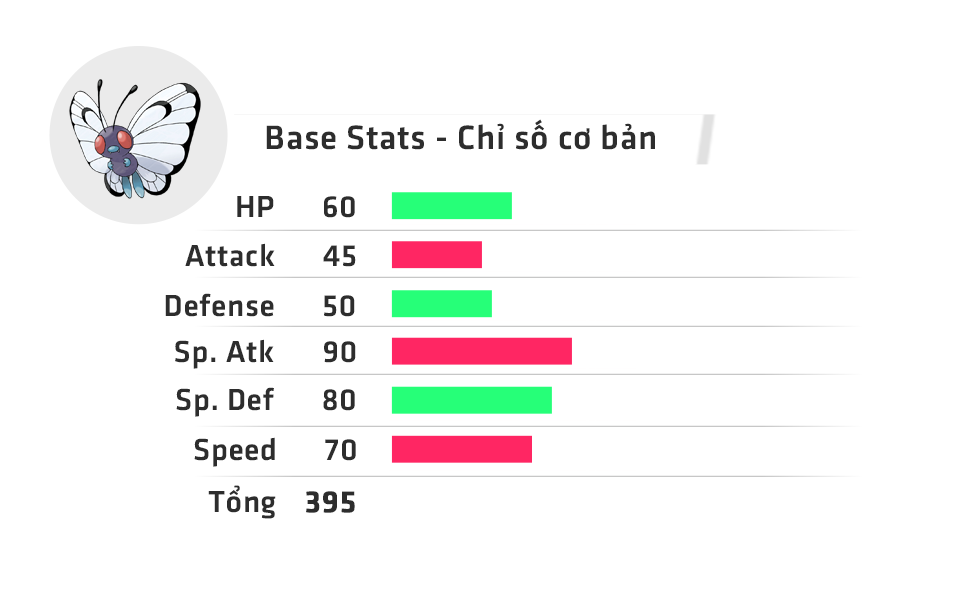 Base Stats - Chỉ số cơ bản
HP 60
Attack 45
Defense 50
Sp. Atk 90
Sp. Def 80
Speed 70
Tổng 395